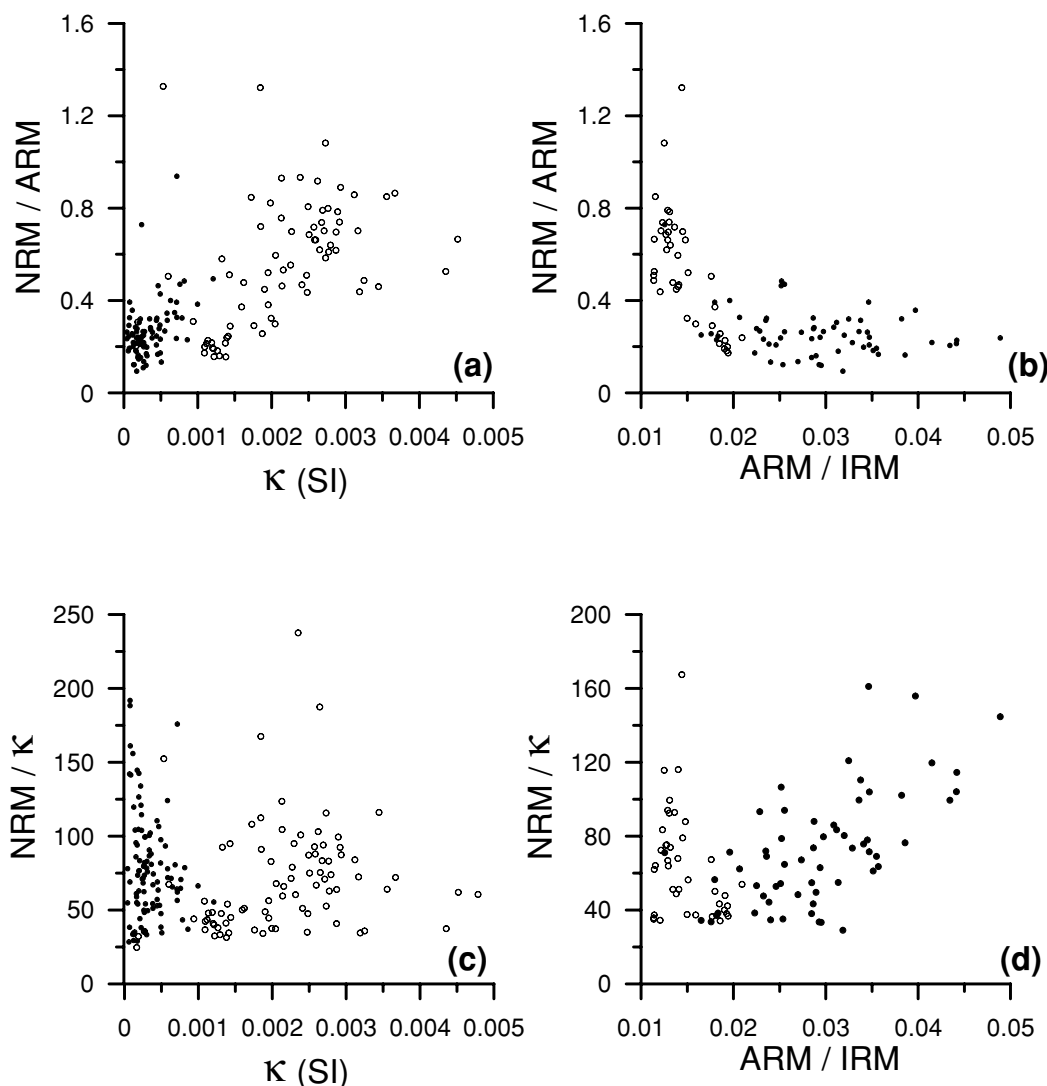 1.6
1.2
0.8
0.4
0
NRM / ARM
(a)
0 0.001 0.002 0.003 0.004 0.005
κ (SI)
1.6
1.2
0.8
0.4
0
NRM / ARM
(b)
0.01 0.02 0.03 0.04 0.05
ARM / IRM
250
200
150
100
50
0
NRM / κ
(c)
0 0.001 0.002 0.003 0.004 0.005
κ (SI)
200
160
120
80
40
0
NRM / κ
(d)
0.01 0.02 0.03 0.04 0.05
ARM / IRM